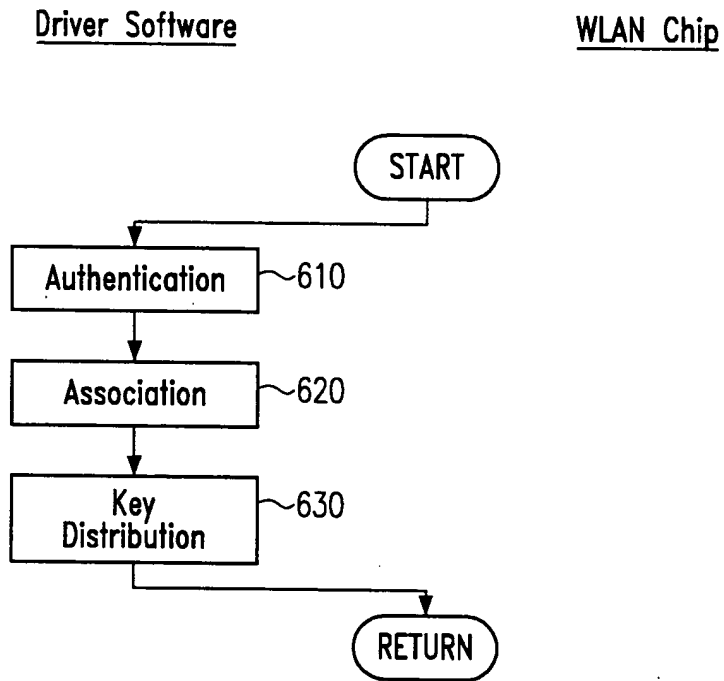 Driver Software
WLAN Chip
START
Authentication
610
Association
620
Key
Distribution
630
RETURN